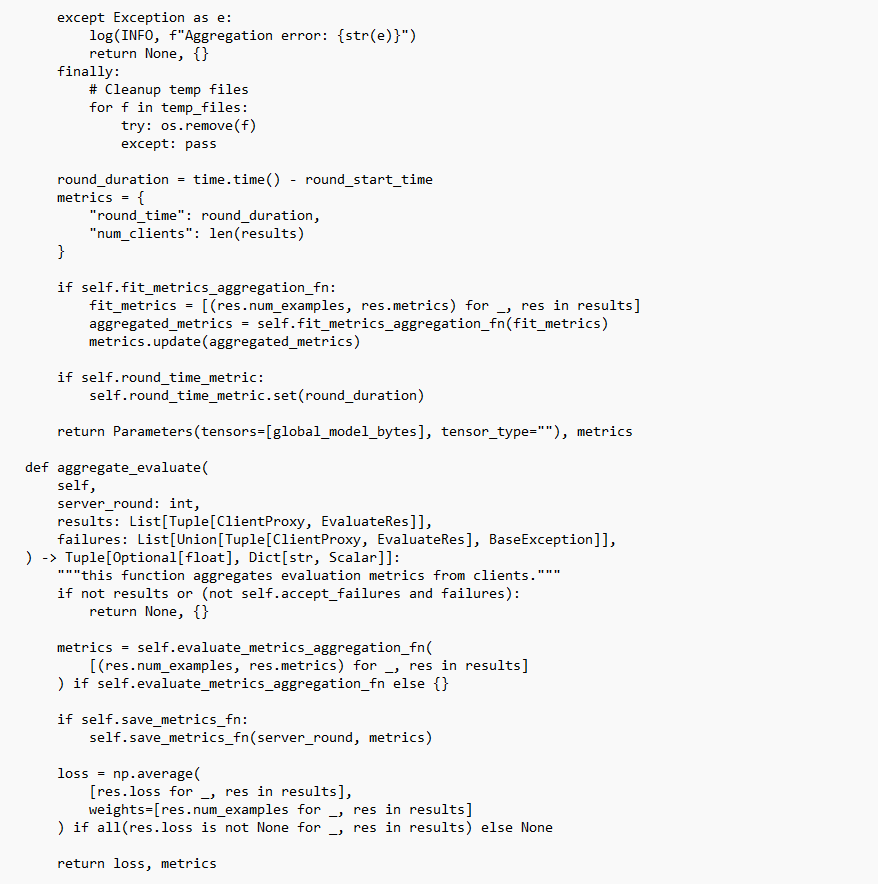 except Exception as e:
        log(INFO, f"Aggregation error: {str(e)}")
        return None, {}
    finally:
        # Cleanup temp files
        for f in temp_files:
            try: os.remove(f)
            except: pass

    round_duration = time.time() - round_start_time
    metrics = {
        "round_time": round_duration,
        "num_clients": len(results)
    }

    if self.fit_metrics_aggregation_fn:
        fit_metrics = [(res.num_examples, res.metrics) for _, res in results]
        aggregated_metrics = self.fit_metrics_aggregation_fn(fit_metrics)
        metrics.update(aggregated_metrics)

    if self.round_time_metric:
        self.round_time_metric.set(round_duration)

    return Parameters(tensors=[global_model_bytes], tensor_type=""), metrics

def aggregate_evaluate(
    self,
    server_round: int,
    results: List[Tuple[ClientProxy, EvaluateRes]],
    failures: List[Union[Tuple[ClientProxy, EvaluateRes], BaseException]],
) -> Tuple[Optional[float], Dict[str, Scalar]]:
    """this function aggregates evaluation metrics from clients."""
    if not results or (not self.accept_failures and failures):
        return None, {}

    metrics = self.evaluate_metrics_aggregation_fn(
        [(res.num_examples, res.metrics) for _, res in results]
    ) if self.evaluate_metrics_aggregation_fn else {}

    if self.save_metrics_fn:
        self.save_metrics_fn(server_round, metrics)

    loss = np.average(
        [res.loss for _, res in results],
        weights=[res.num_examples for _, res in results]
    ) if all(res.loss is not None for _, res in results) else None

    return loss, metrics